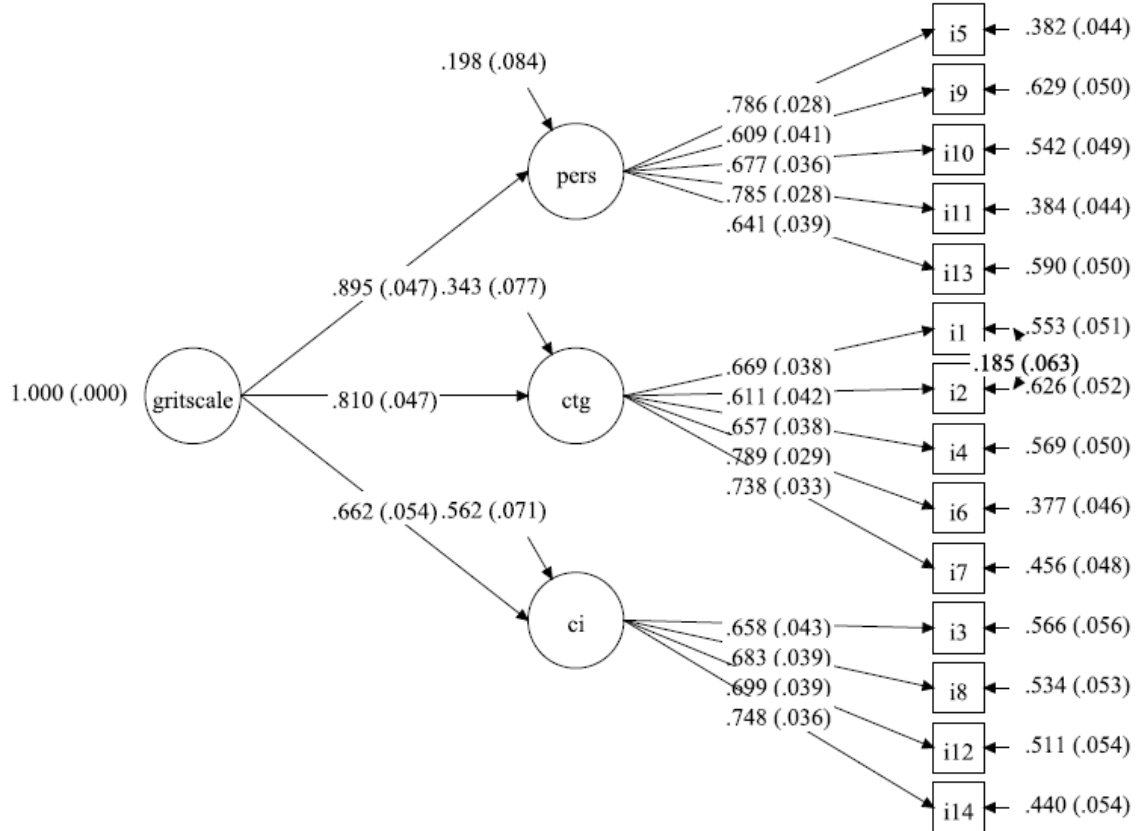 i5
.382 (.044)
.198 (.084)
.786 (.028)
i9
.629 (.050)
.609 (.041)
i10
.542 (.049)
pers
.677 (.036)
.785 (.028)
i11
.384 (.044)
.641 (.039)
i13
.590 (.050)
.895 (.047)
.343 (.077)
i1
.553 (.051)
.185 (.063)
.669 (.038)
1.000 (.000)
gritscale
.810 (.047)
ctg
.611 (.042)
i2
.626 (.052)
.657 (.038)
i4
.569 (.050)
.789 (.029)
.738 (.033)
i6
.377 (.046)
.662 (.054)
.562 (.071)
i7
.456 (.048)
ci
.658 (.043)
i3
.566 (.056)
.683 (.039)
i8
.534 (.053)
.699 (.039)
.748 (.036)
i12
.511 (.054)
i14
.440 (.054)